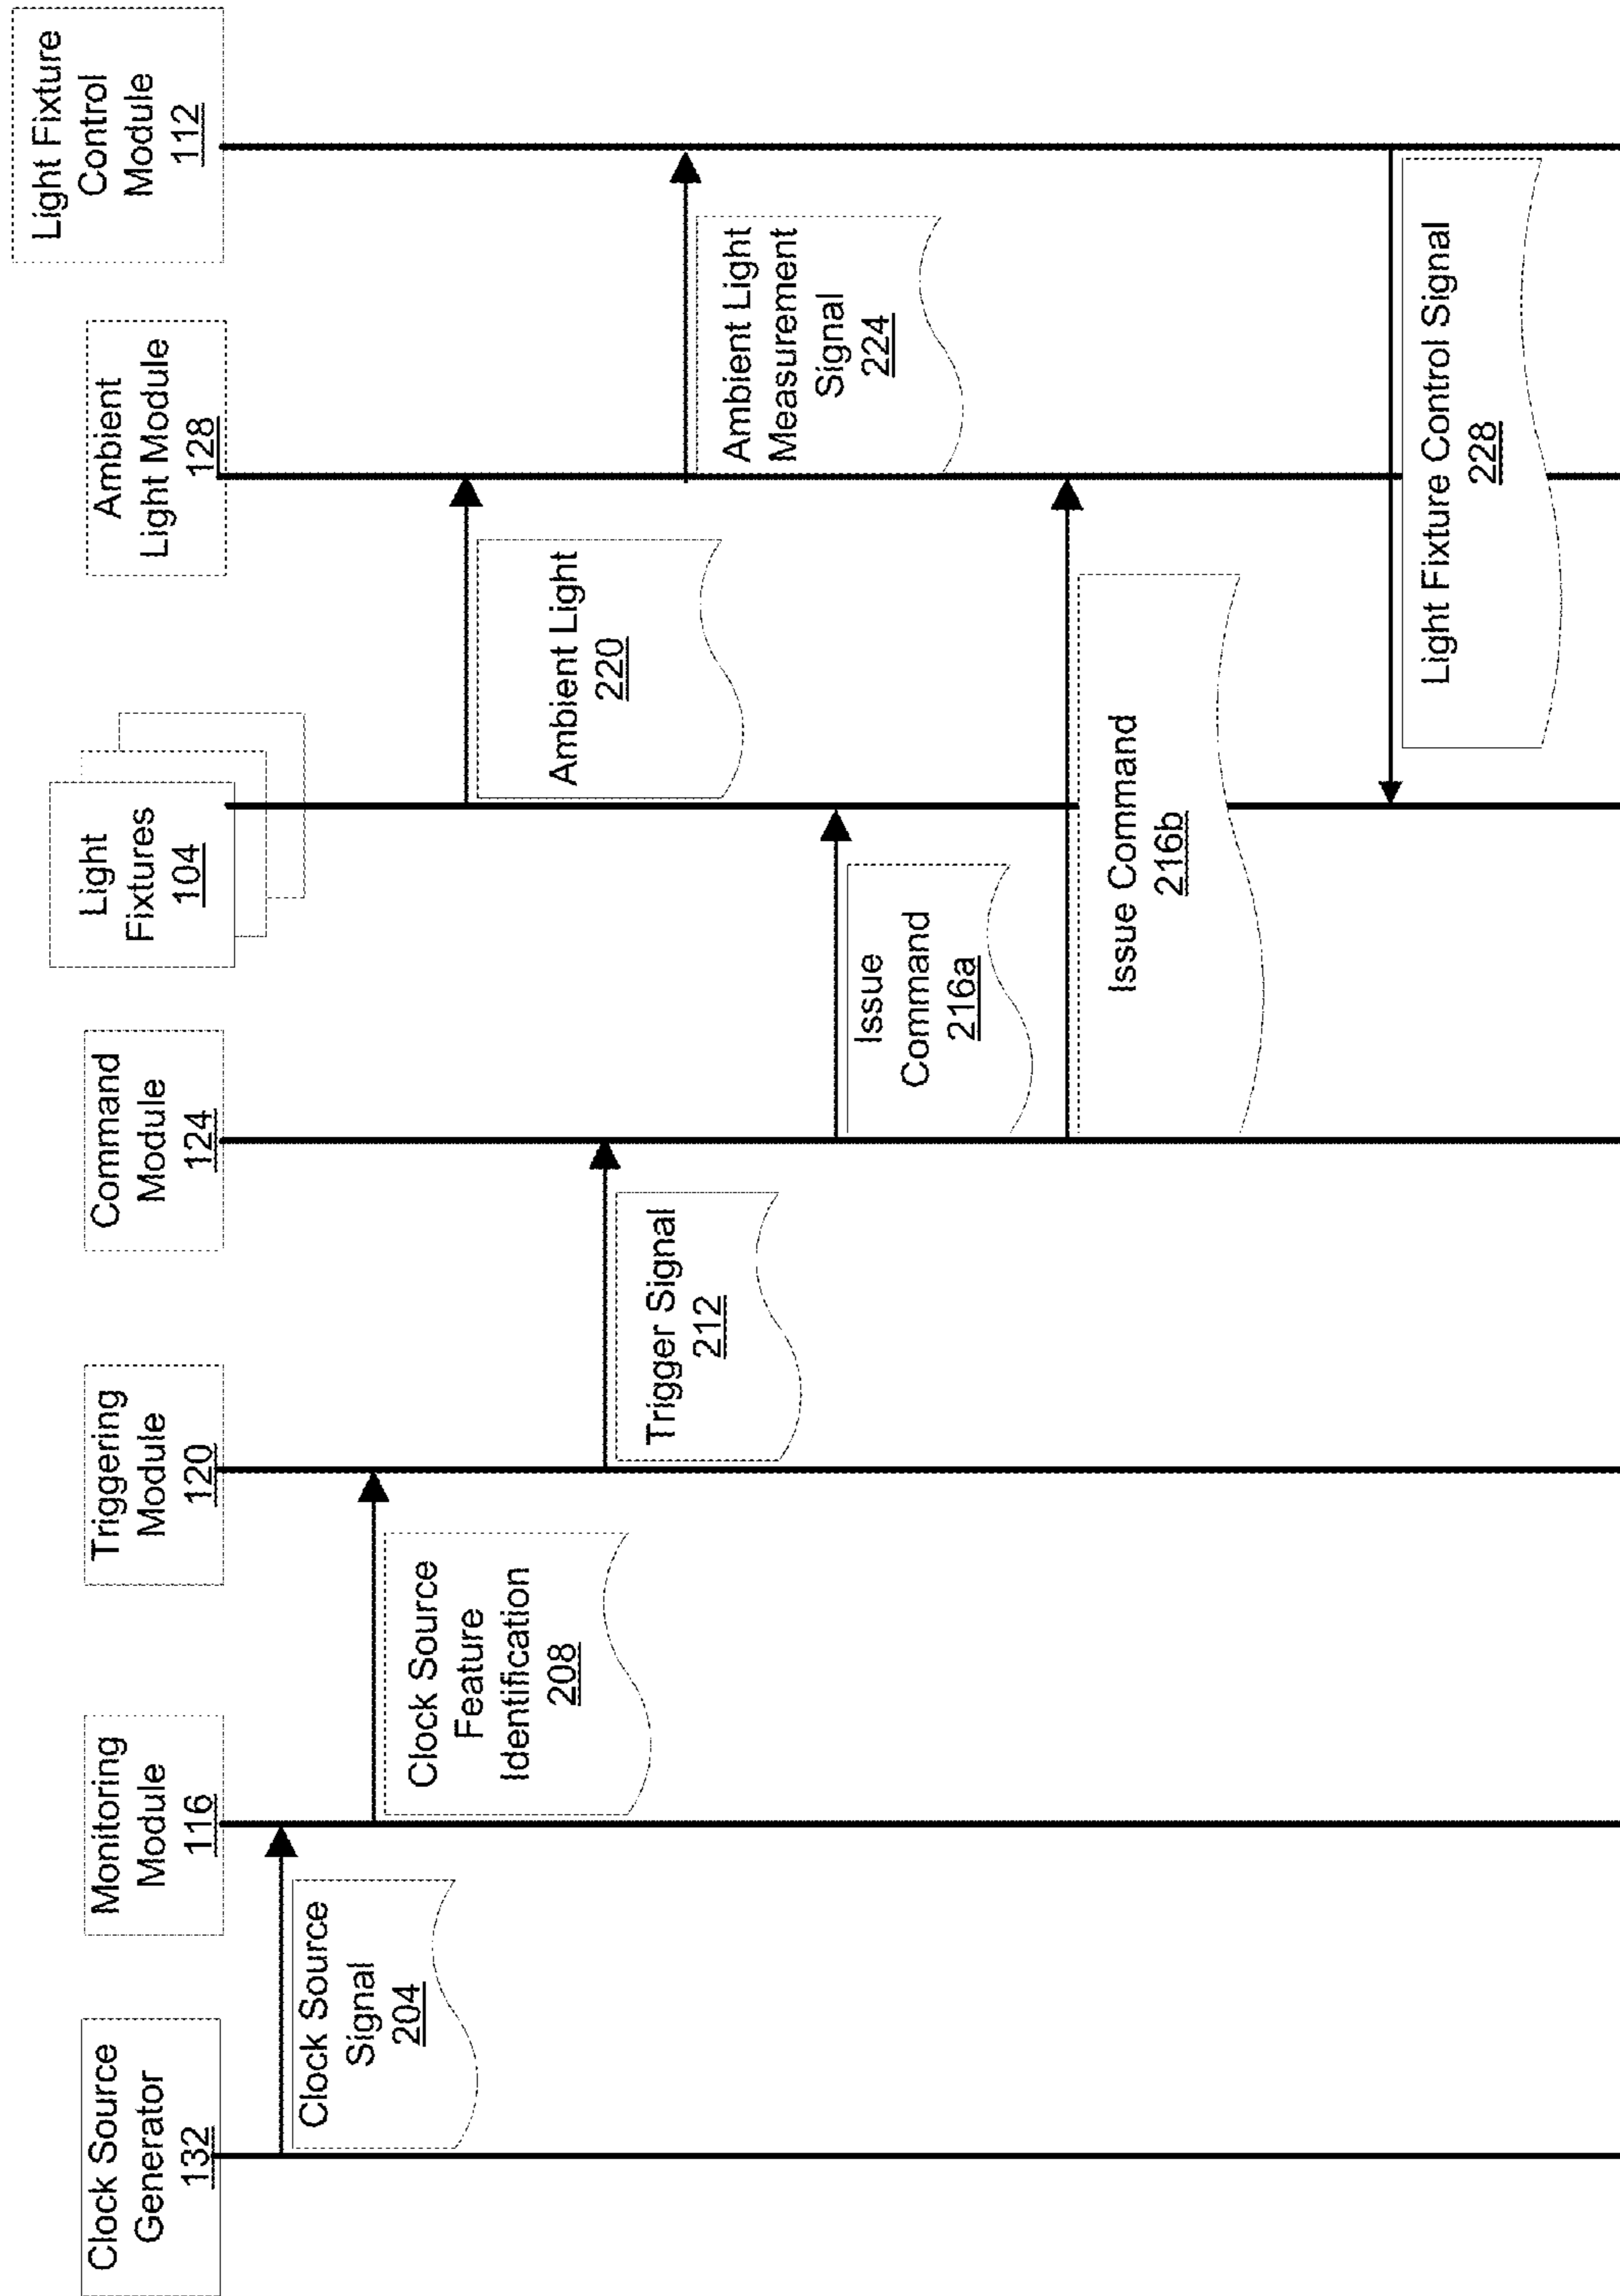 Clock Source
Generator
132
Monitoring
Module
116
Triggering
Module
120
Command
Module
124
Light
Fixtures
104
Ambient
Light Module
128
Light Fixture
Control
Module
112
Clock Source
Signal
204
Clock Source
Feature
Identification
208
Ambient Light
220
Trigger Signal
212
Ambient Light
Measurement
Signal
224
Issue
Command
216a
Issue Command
216b
Light Fixture Control Signal
228